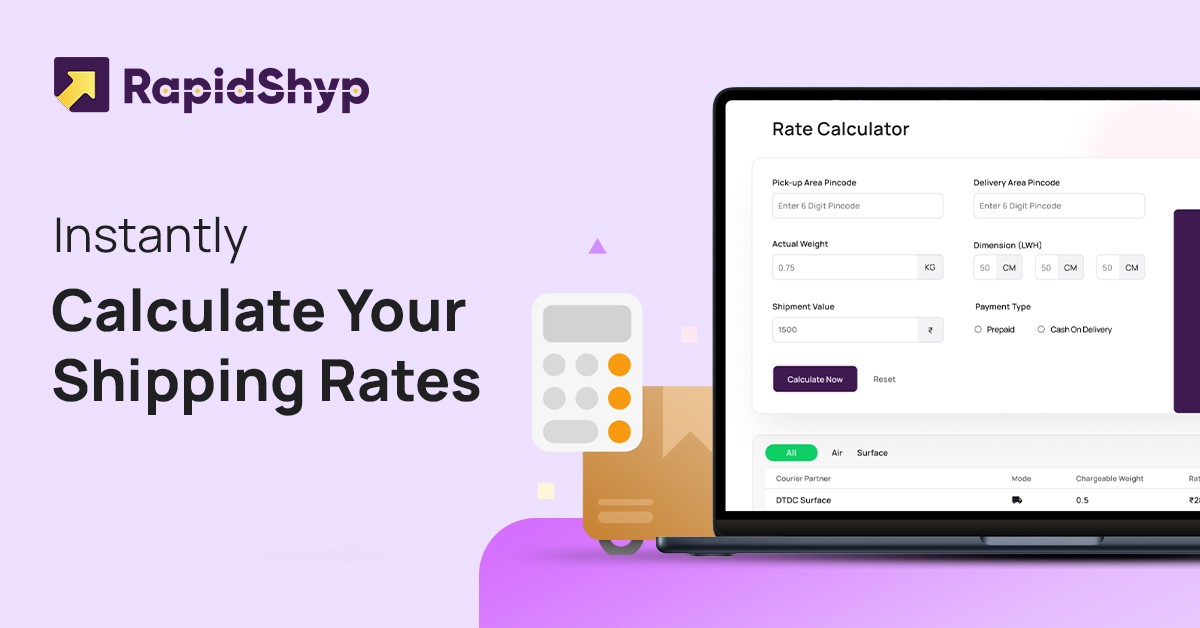 RapidShyp
Instantly
Calculate Your
Shipping Rates
Rate Calculator
Pick-up Area Pincode
Delivery Area Pincode
Enter 6 Digit Pincode
Enter 6 Digit Pincode
Actual Weight
Dimension (LWH)
0.75 KG
50 CM 50 CM 50 CM
Shipment Value
Payment Type
1500 ₹
Prepaid Cash On Delivery
Calculate Now Reset
All Air Surface
Courier Partner Mode Chargeable Weight
DTDC Surface 0.5